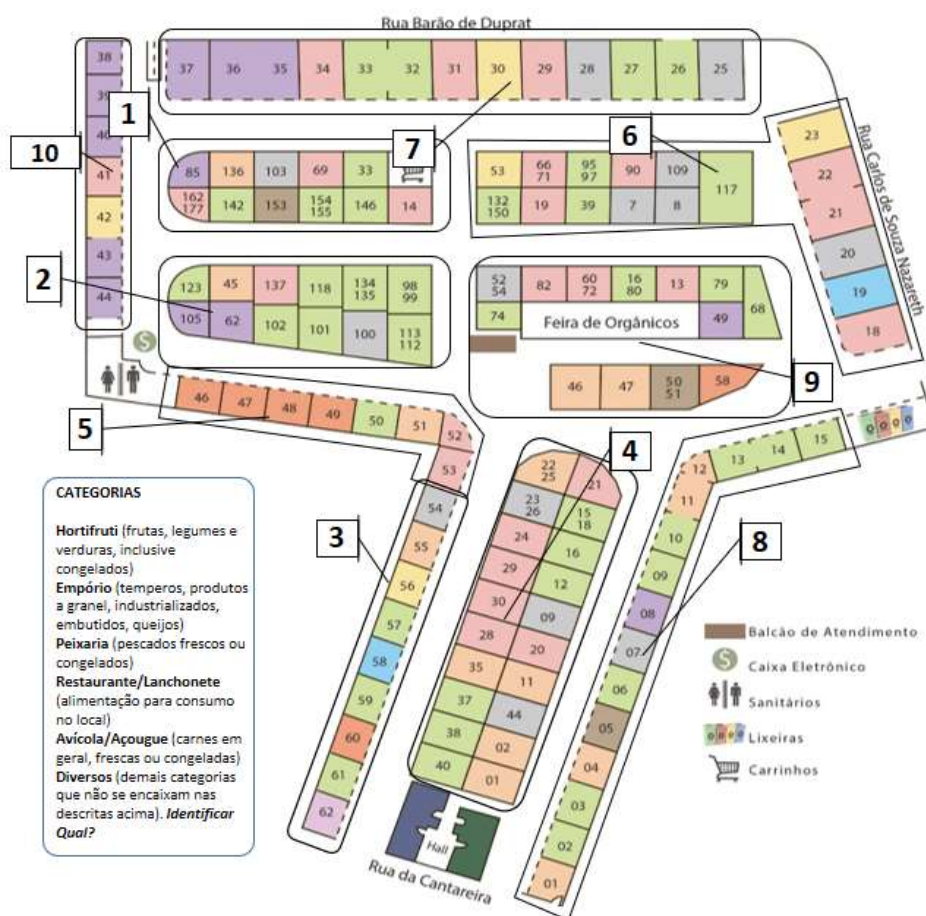 Rua Barão de Duprat
38
37 36 35 34 33 32 31 30 29 28 27 26 25
39
1
40
7
6
23
10
41
85 136 103 69 33
53 66 71 95 97 90 109 117
22
42
162 177 142 153 154 155 146 14
132 150 19 39 7 8
21
Rua Carlos de Souza Nazareth
43
20
2
44
123 45 137 118 134 135 98 99
52 54 82 60 72 16 80 13 79 68
19
105 62 102 101 100 113 112
74 Feira de Orgânicos 49
18
S
9
46 47 50 51 58
5
46 47 48 49 50 51 52
53
4
22 25 21
12 13 14 15
11
CATEGORIAS
Hortifruti (frutas, legumes e
verduras, inclusive
congelados)
Empório (temperos, produtos
a granel, industrializados,
embutidos, queijos)
Peixaria (pescados frescos ou
congelados)
Restaurante/Lanchonete
(alimentação para consumo
no local)
Avícola/Açougue (carnes em
geral, frescas ou congeladas)
Diversos (demais categorias
que não se encaixam nas
descritas acima). Identificar
Qual?
3
54
55
56
57
58
59
60
61
62
23 26 15 18
24 16
29 12
30 09
28 20
35 11
37 44
38 02
40 01
8
10
09
08
07
06
05
04
03
02
01
Hall
Rua da Cantareira
Balcão de Atendimento
S Caixa Eletrônico
Sanitários
Lixeiras
Carrinhos